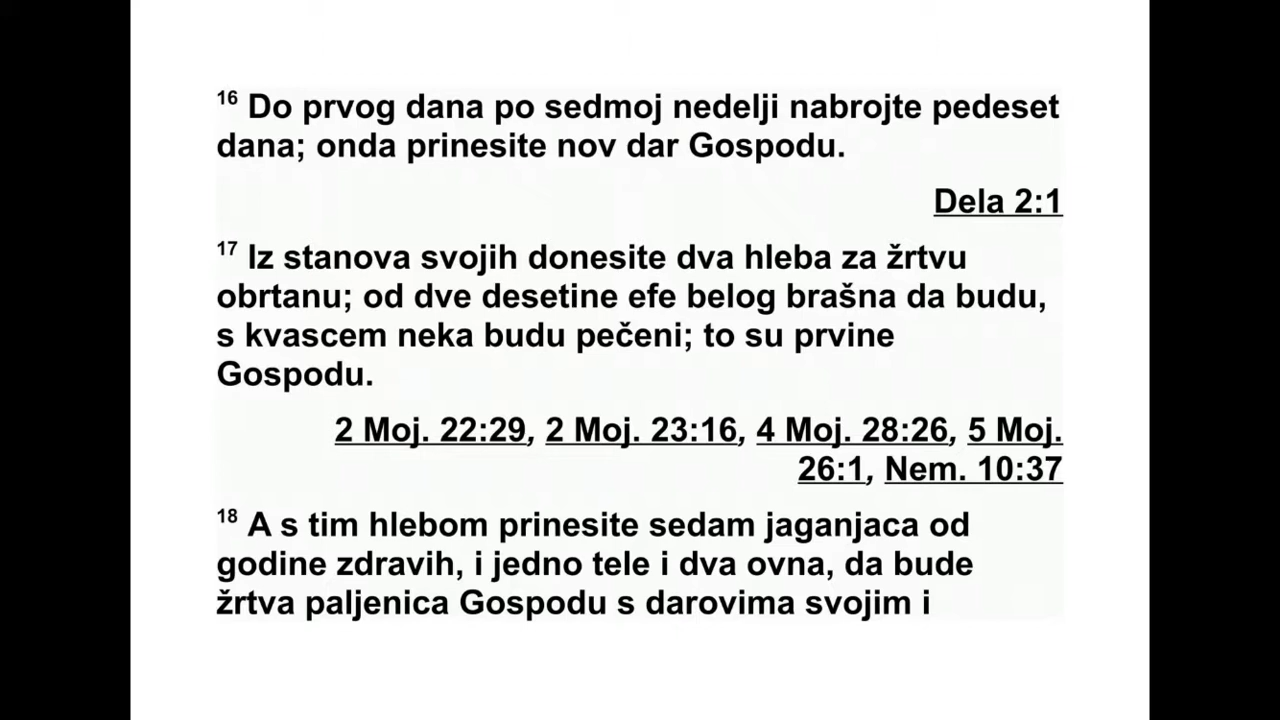 16 Do prvog dana po sedmoj nedelji nabrojte pedeset
dana; onda prinesite nov dar Gospodu.
Dela 2:1
17 Iz stanova svojih donesite dva hleba za žrtvu
obrtanu; od dve desetine efe belog brašna da budu,
s kvascem neka budu pečeni; to su prvine
Gospodu.
2 Moj. 22:29, 2 Moj. 23:16, 4 Moj. 28:26, 5 Moj.
26:1, Nem. 10:37
18 A s tim hlebom prinesite sedam jaganjaca od
godine zdravih, i jedno tele i dva ovna, da bude
žrtva paljenica Gospodu s darovima svojim i